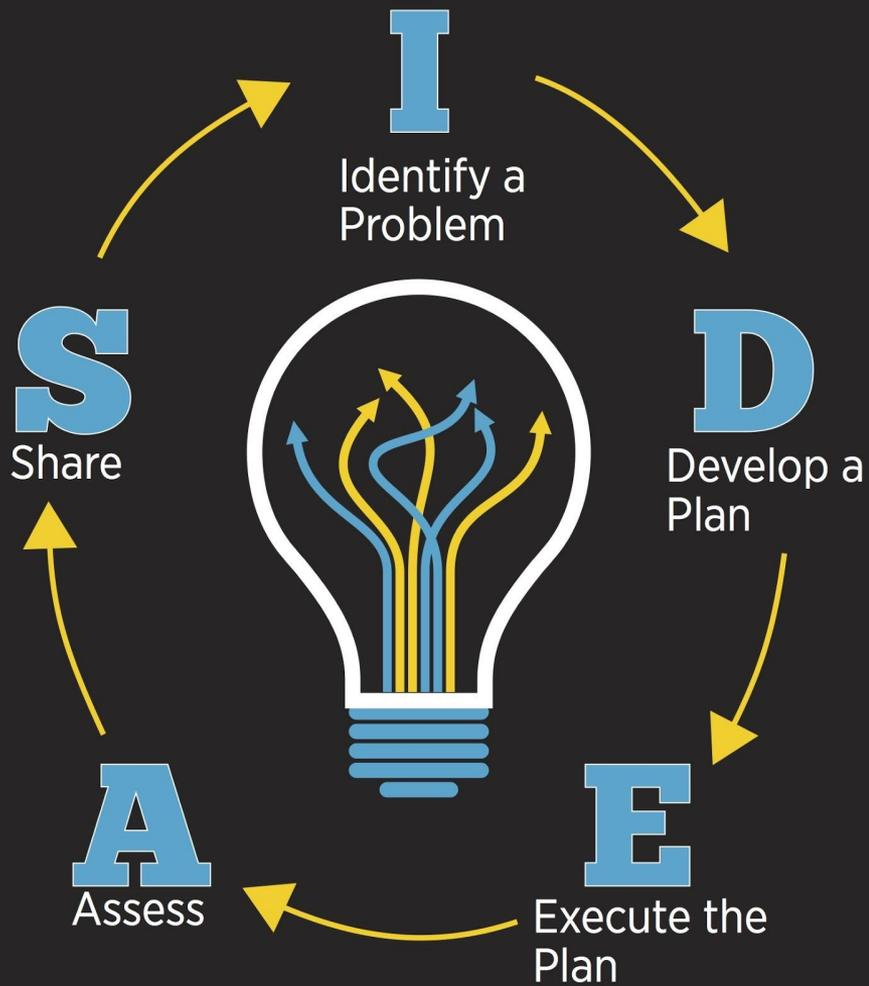 I
Identify a
Problem
D
Develop a
Plan
E
Execute the
Plan
A
Assess
S
Share